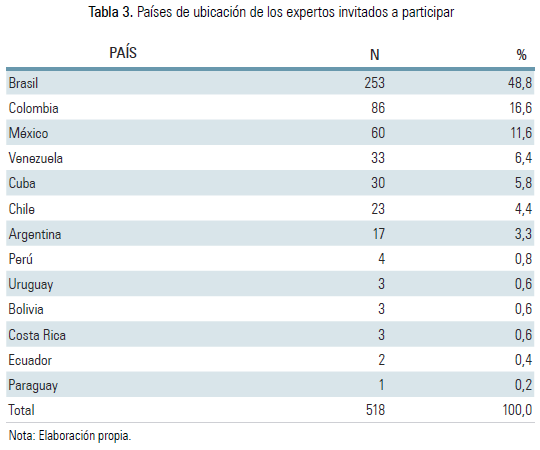 Tabla 3. Países de ubicación de los expertos invitados a participar
PAÍS N %
Brasil 253 48,8
Colombia 86 16,6
México 60 11,6
Venezuela 33 6,4
Cuba 30 5,8
Chile 23 4,4
Argentina 17 3,3
Perú 4 0,8
Uruguay 3 0,6
Bolivia 3 0,6
Costa Rica 3 0,6
Ecuador 2 0,4
Paraguay 1 0,2
Total 518 100,0
Nota: Elaboración propia.